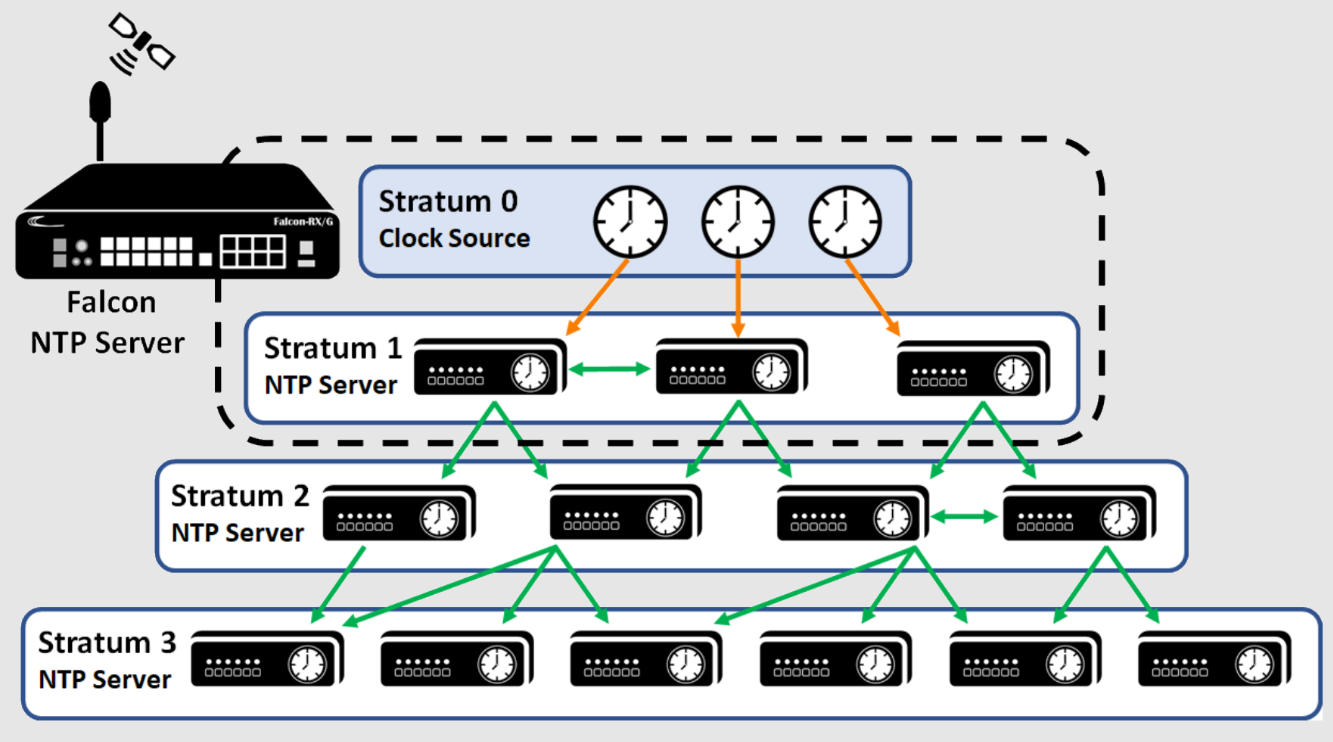 Falcon-RX/G
Falcon
NTP Server
Stratum 0
Clock Source
Stratum 1
NTP Server
Stratum 2
NTP Server
Stratum 3
NTP Server